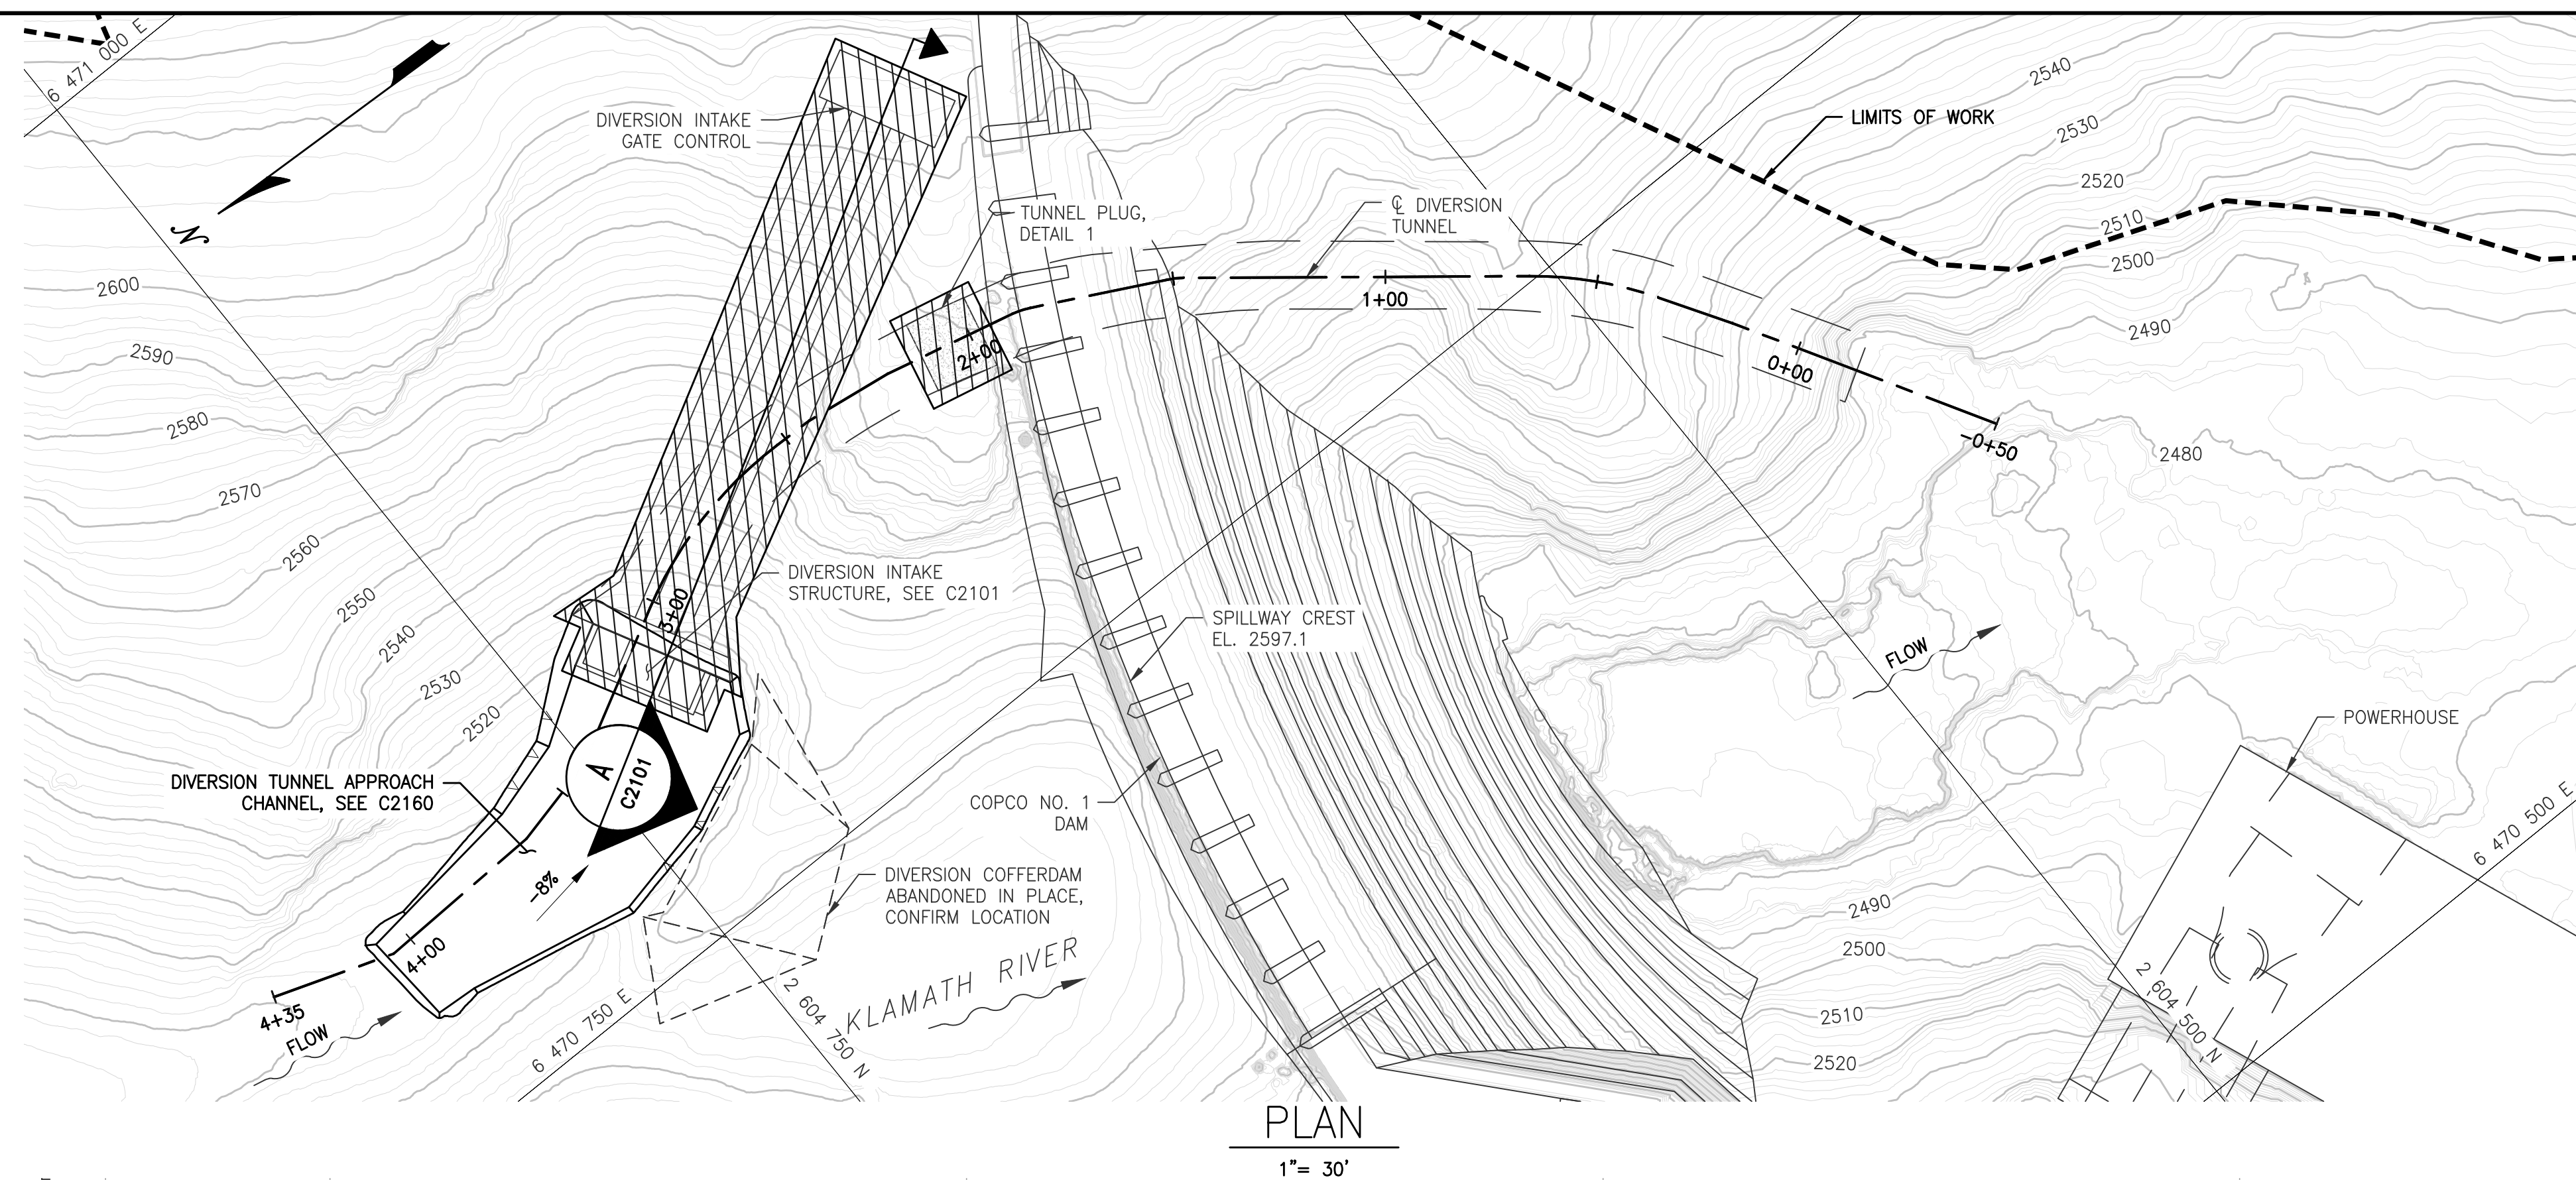 6 471 000 E
N
DIVERSION INTAKE
GATE CONTROL
TUNNEL PLUG,
DETAIL 1
℄ DIVERSION
TUNNEL
LIMITS OF WORK
2540
2530
2520
2510
2500
2490
2480
1+00
2+00
0+00
-0+50
2600
2590
2580
2570
2560
2550
2540
2530
2520
3+00
DIVERSION INTAKE
STRUCTURE, SEE C2101
SPILLWAY CREST
EL. 2597.1
FLOW
POWERHOUSE
A
C2101
DIVERSION TUNNEL APPROACH
CHANNEL, SEE C2160
-8%
COPCO NO. 1
DAM
DIVERSION COFFERDAM
ABANDONED IN PLACE,
CONFIRM LOCATION
4+00
4+35
FLOW
KLAMATH RIVER
6 470 750 E
2 604 750 N
2490
2500
2510
2520
2 604 500 N
6 470 500 E
PLAN
1"= 30'